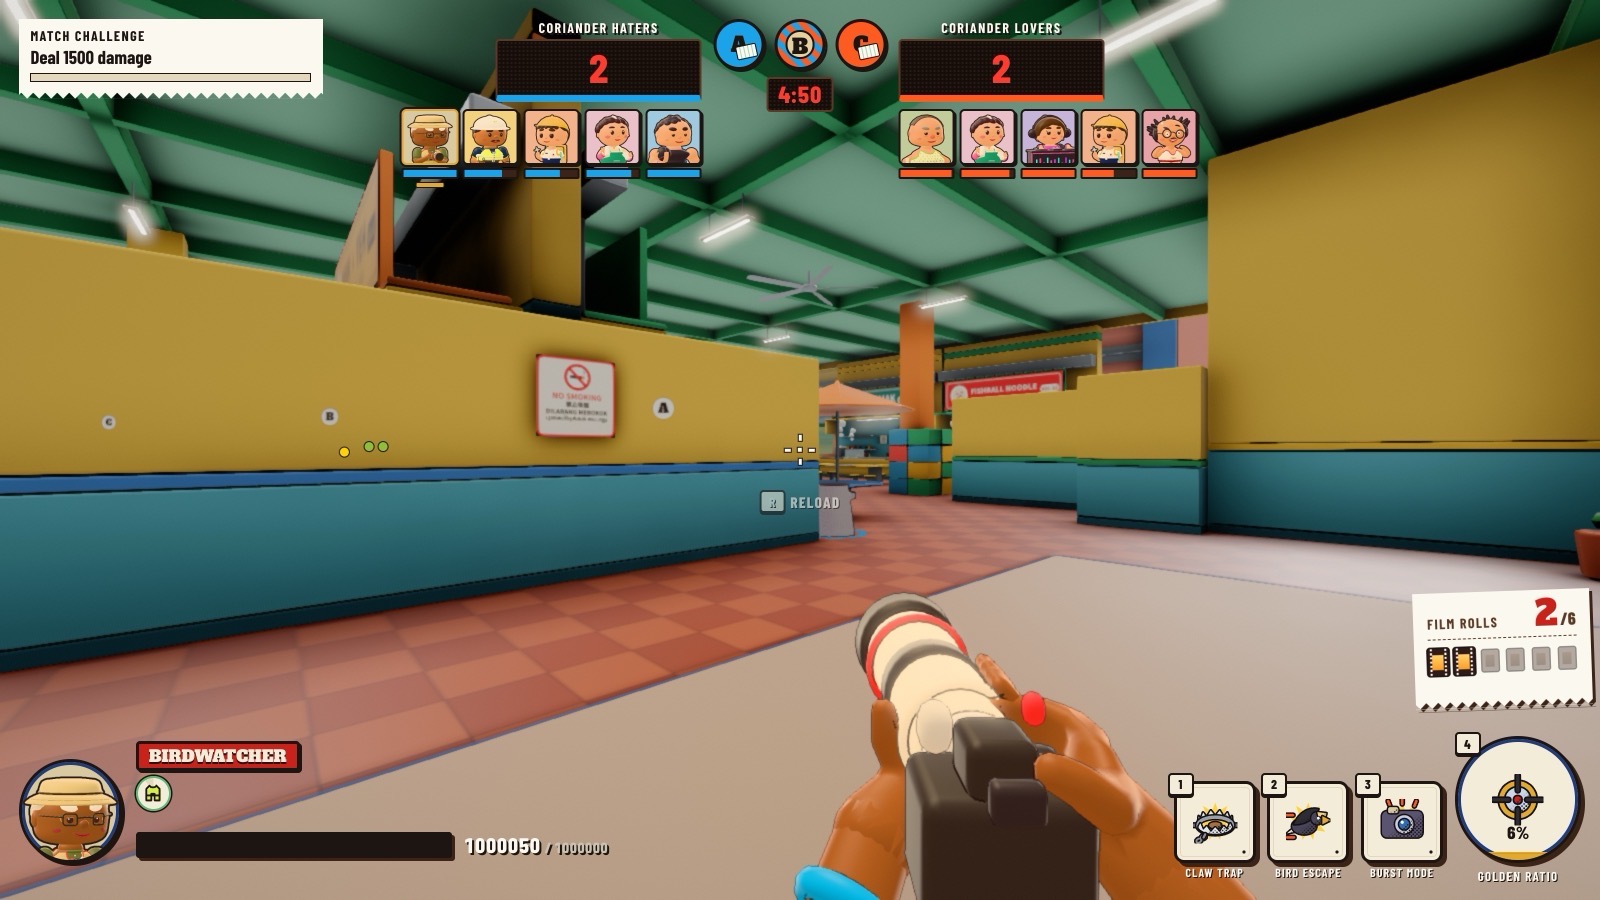 MATCH CHALLENGE
Deal 1500 damage
CORIANDER HATERS
2
A
B
C
CORIANDER LOVERS
2
4:50
FISHBALL NOODLE
NO SMOKING
C
B
A
R RELOAD
FILM ROLLS 2/6
BIRDWATCHER
1000050 / 1000000
1
CLAW TRAP
2
BIRD ESCAPE
3
BURST MODE
4
6%
GOLDEN RATIO